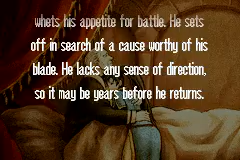 whets his appetite for battle. He sets
off in search of a cause worthy of his
blade. He lacks any sense of direction,
so it may be years before he returns.